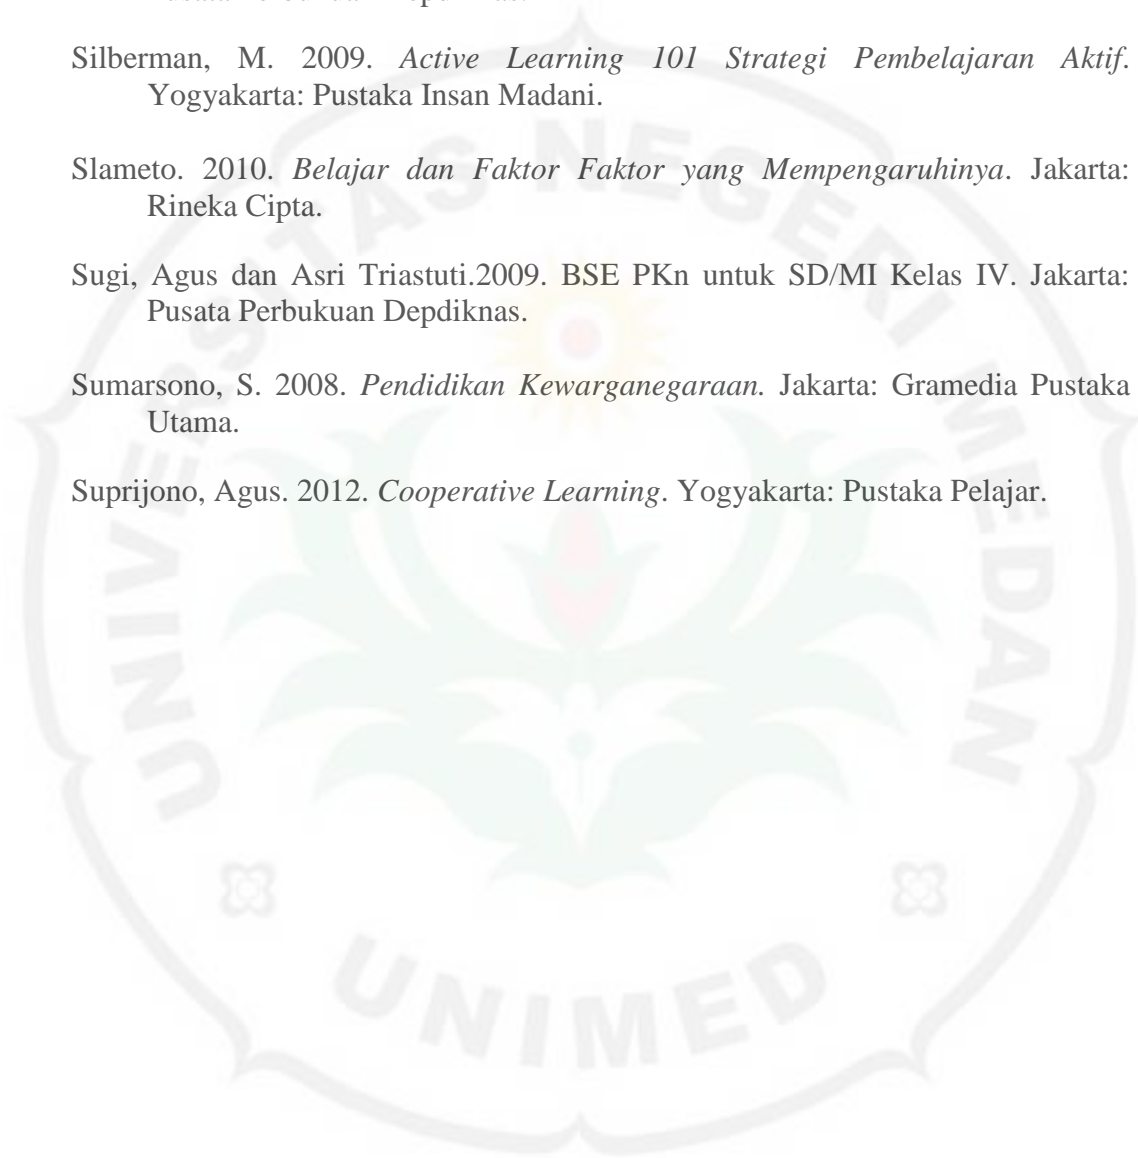 Silberman, M. 2009. Active Learning 101 Strategi Pembelajaran Aktif.
Yogyakarta: Pustaka Insan Madani.
Slameto. 2010. Belajar dan Faktor Faktor yang Mempengaruhinya. Jakarta:
Rineka Cipta.
Sugi, Agus dan Asri Triastuti.2009. BSE PKn untuk SD/MI Kelas IV. Jakarta:
Pusata Perbukuan Depdiknas.
Sumarsono, S. 2008. Pendidikan Kewarganegaraan. Jakarta: Gramedia Pustaka
Utama.
Suprijono, Agus. 2012. Cooperative Learning. Yogyakarta: Pustaka Pelajar.
UNIVERSITAS NEGERI MEDAN
UNIMED